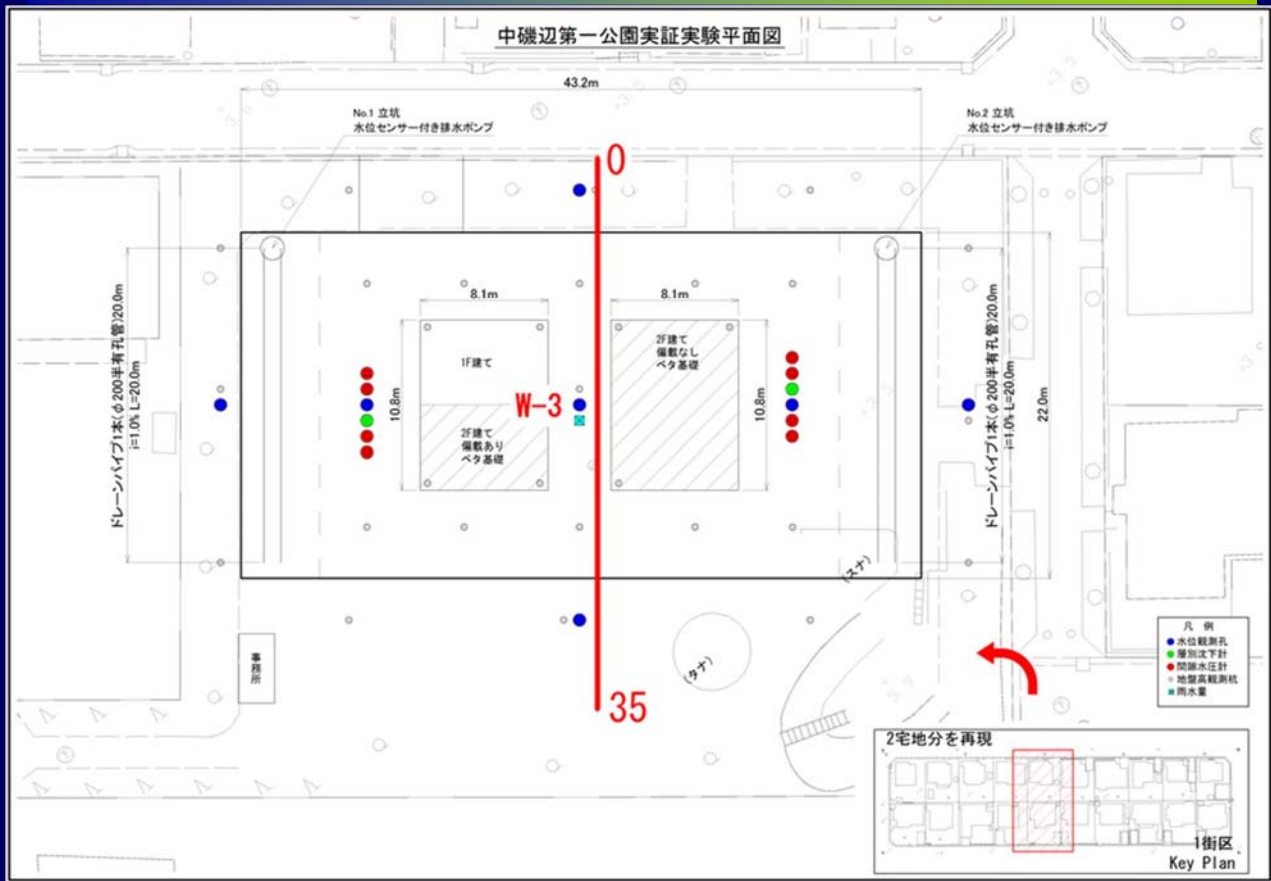 中磯辺第一公園実証実験平面図
43.2m
No.1 立坑
水位センサー付き排水ポンプ
No.2 立坑
水位センサー付き排水ポンプ
0
ドレーンパイプ1本(φ200半有孔管)20.0m
i=1.0% L=20.0m
8.1m
8.1m
1F建て
2F建て
偏載なし
ベタ基礎
10.8m
W-3
10.8m
2F建て
偏載あり
ベタ基礎
22.0m
ドレーンパイプ1本(φ200半有孔管)20.0m
i=1.0% L=20.0m
(スナ)
(タナ)
事務所
35
凡 例
水位観測孔
層別沈下計
間隙水圧計
地盤高観測杭
雨水量
2宅地分を再現
1街区
Key Plan